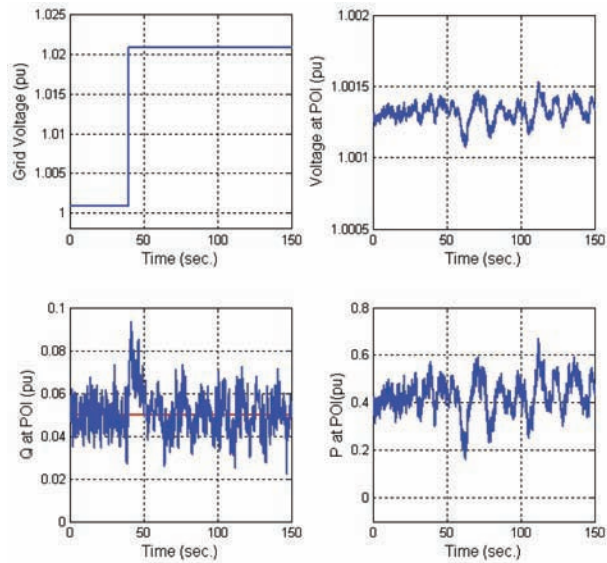 1.025
1.02
1.015
1.01
1.005
1
Grid Voltage (pu)
0 50 100 150
Time (sec.)
1.002
1.0015
1.001
1.0005
Voltage at POI (pu)
0 50 100 150
Time (sec.)
0.1
0.08
0.06
0.04
0.02
0
Q at POI (pu)
0 50 100 150
Time (sec.)
0.8
0.6
0.4
0.2
0
P at POI(pu)
0 50 100 150
Time (sec.)